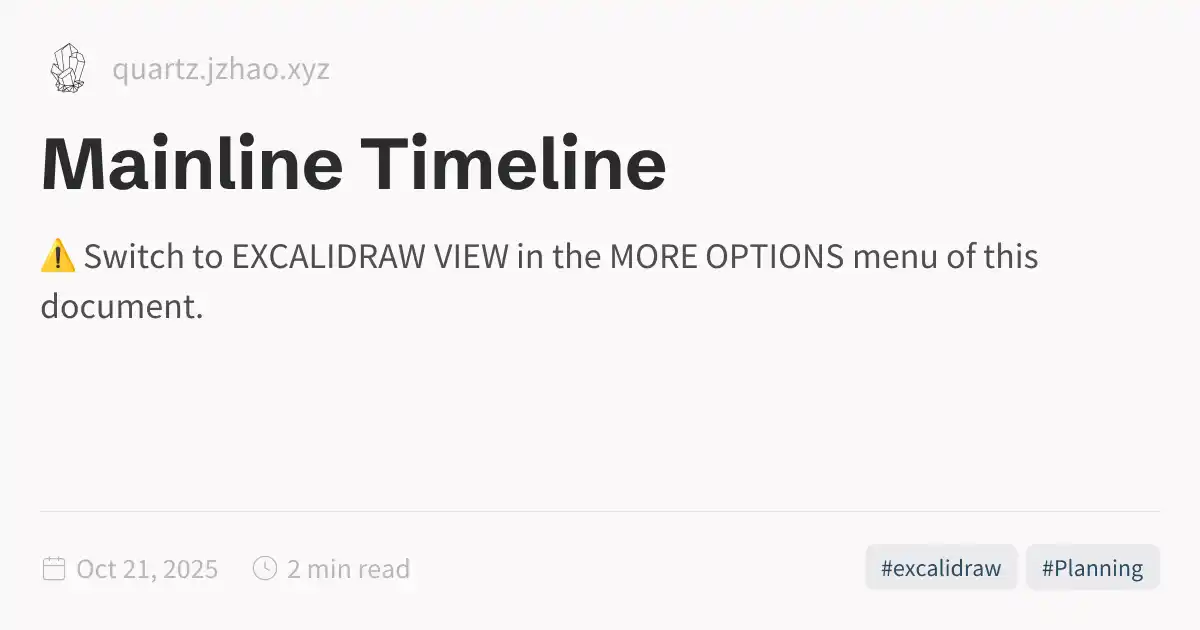 quartz.jzhao.xyz
Mainline Timeline
⚠️ Switch to EXCALIDRAW VIEW in the MORE OPTIONS menu of this
document.
Oct 21, 2025 2 min read #excalidraw #Planning